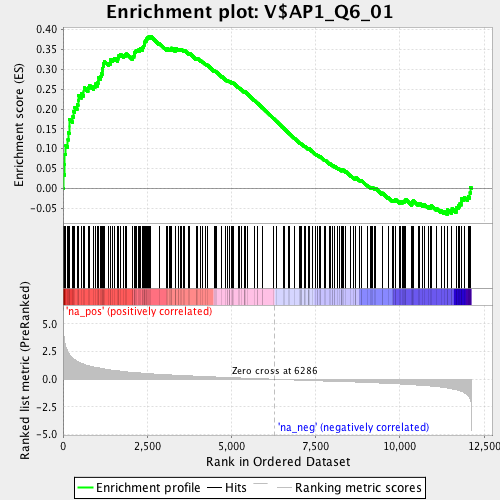 Enrichment plot: V$AP1_Q6_01
Enrichment score (ES)
0.40
0.35
0.30
0.25
0.20
0.15
0.10
0.05
0.00
-0.05
'na_pos' (positively correlated)
Ranked list metric (PreRanked)
5.0
2.5
0.0
-2.5
-5.0
Zero cross at 6286
'na_neg' (negatively correlated)
0 2,500 5,000 7,500 10,000 12,500
Rank in Ordered Dataset
Enrichment profile Hits Ranking metric scores